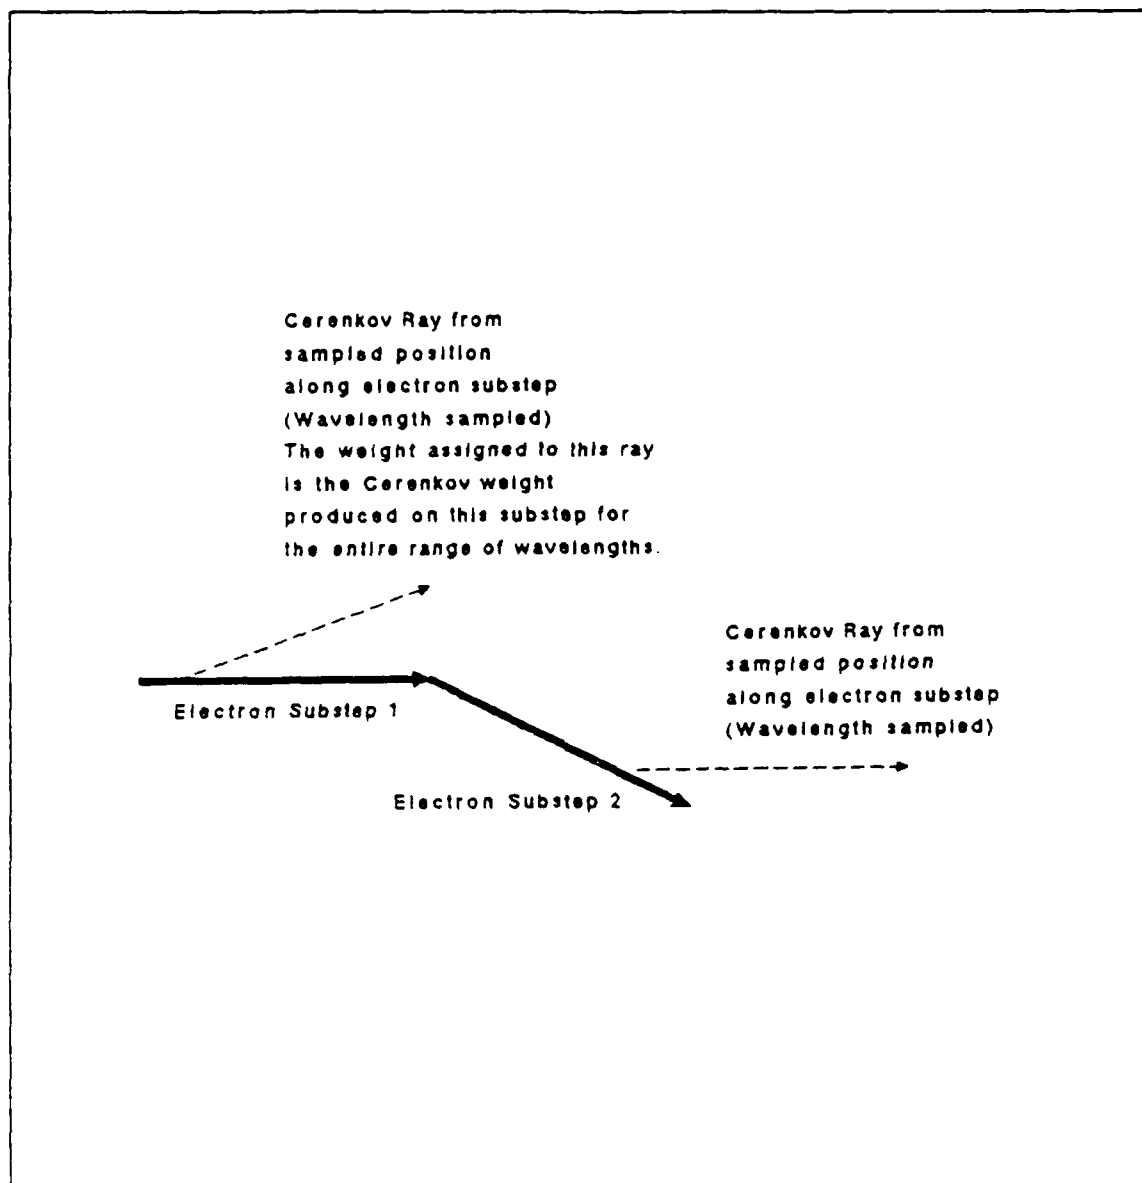 Cerenkov Ray from
sampled position
along electron substep
(Wavelength sampled)
The weight assigned to this ray
is the Cerenkov weight
produced on this substep for
the entire range of wavelengths.
Cerenkov Ray from
sampled position
along electron substep
(Wavelength sampled)
Electron Substep 1
Electron Substep 2